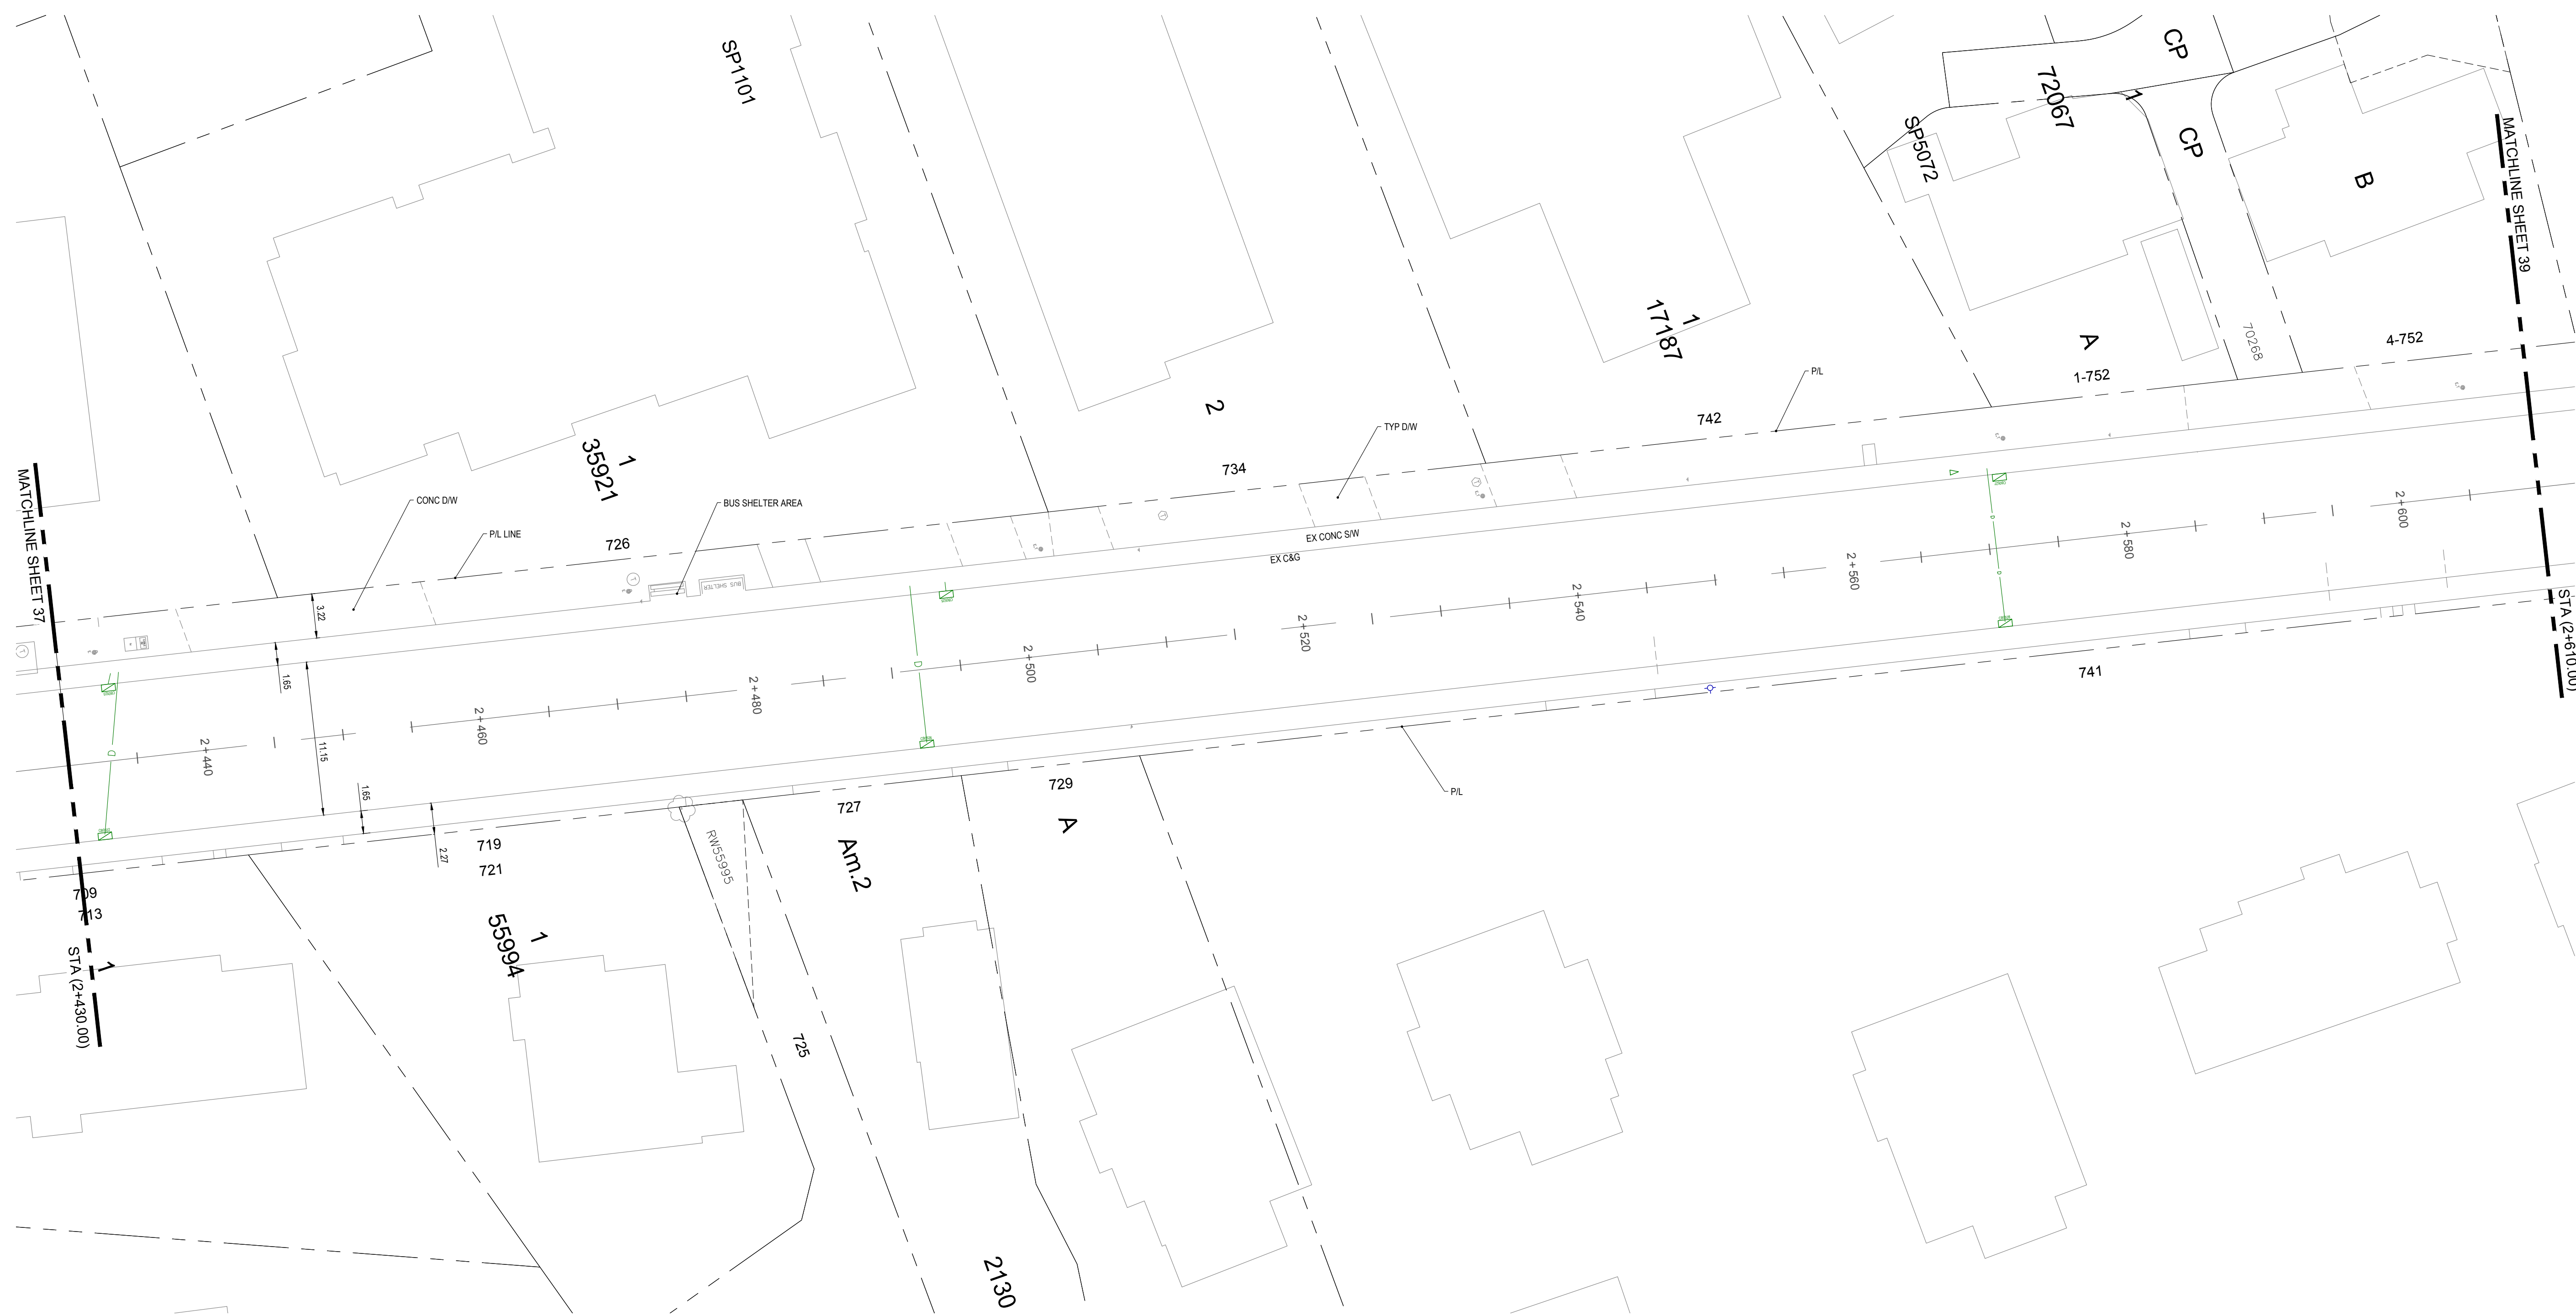 SP1101
CP
72067
1
SP5072
CP
B
MATCHLINE SHEET 39
1
17187
A
70268
4-752
1-752
P/L
742
2
TYP D/W
734
1
35921
CONC D/W
BUS SHELTER AREA
P/L LINE
726
EX CONC S/W
EX C&G
BUS SHELTER
MATCHLINE SHEET 37
3.22
1.65
11.15
1.65
2.27
2+440
2+460
2+480
2+500
2+520
2+540
2+560
2+580
2+600
D
D
D
D
STA (2+610.00)
741
P/L
729
A
727
Am.2
RW55995
719
721
709
713
1
STA (2+430.00)
1
55994
725
2130